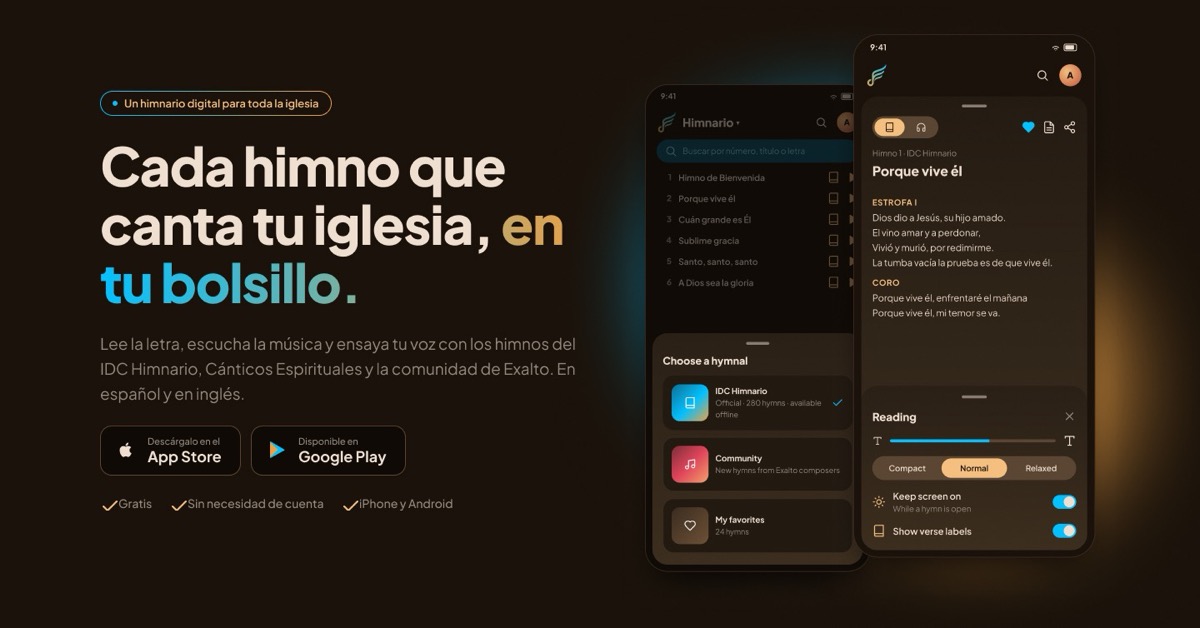 Un himnario digital para toda la iglesia
Cada himno que
canta tu iglesia, en
tu bolsillo.
Lee la letra, escucha la música y ensaya tu voz con los himnos del
IDC Himnario, Cánticos Espirituales y la comunidad de Exalto. En
español y en inglés.
Descárgalo en el
App Store
Disponible en
Google Play
Gratis
Sin necesidad de cuenta
iPhone y Android
9:41
Himnario
A
Buscar por número, título o letra
1 Himno de Bienvenida
2 Porque vive él
3 Cuán grande es Él
4 Sublime gracia
5 Santo, santo, santo
6 A Dios sea la gloria
Choose a hymnal
IDC Himnario
Official · 280 hymns · available
offline
Community
New hymns from Exalto composers
My favorites
24 hymns
9:41
A
Himno 1 · IDC Himnario
Porque vive él
ESTROFA I
Dios dio a Jesús, su hijo amado.
El vino amar y a perdonar,
Vivió y murió, por redimirme.
La tumba vacía la prueba es de que vive él.
CORO
Porque vive él, enfrentaré el mañana
Porque vive él, mi temor se va.
Reading
T T
Compact Normal Relaxed
Keep screen on
While a hymn is open
Show verse labels